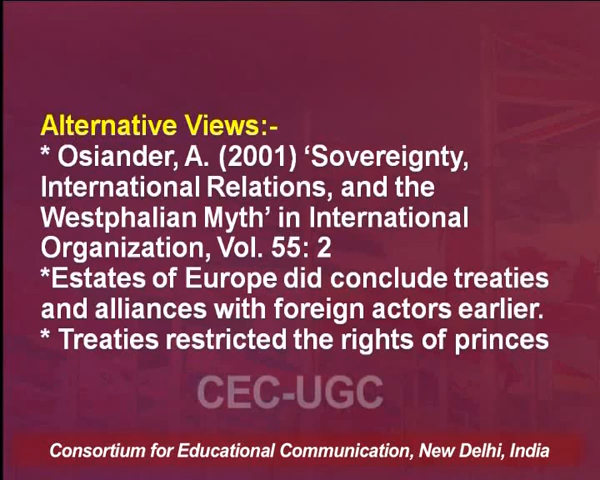 Alternative Views:-
* Osiander, A. (2001) ‘Sovereignty,
International Relations, and the
Westphalian Myth’ in International
Organization, Vol. 55: 2
*Estates of Europe did conclude treaties
and alliances with foreign actors earlier.
* Treaties restricted the rights of princes
CEC-UGC
Consortium for Educational Communication, New Delhi, India